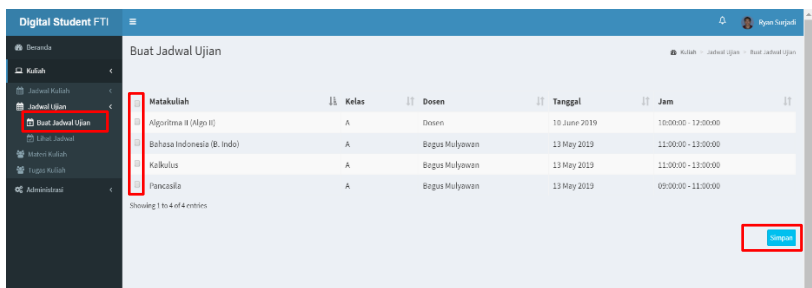 Digital Student FTI
Ryan Surjadi
Beranda
Kuliah
Jadwal Kuliah
Jadwal Ujian
Buat Jadwal Ujian
Lihat Jadwal
Materi Kuliah
Tugas Kuliah
Administrasi
Buat Jadwal Ujian
Kuliah > Jadwal Ujian > Buat Jadwal Ujian
Matakuliah Kelas Dosen Tanggal Jam
Algoritma II (Algo II) A Dosen 10 June 2019 10:00:00 - 12:00:00
Bahasa Indonesia (B. Indo) A Bagus Mulyawan 13 May 2019 11:00:00 - 13:00:00
Kalkulus A Bagus Mulyawan 13 May 2019 11:00:00 - 13:00:00
Pancasila A Bagus Mulyawan 13 May 2019 09:00:00 - 11:00:00
Showing 1 to 4 of 4 entries
Simpan